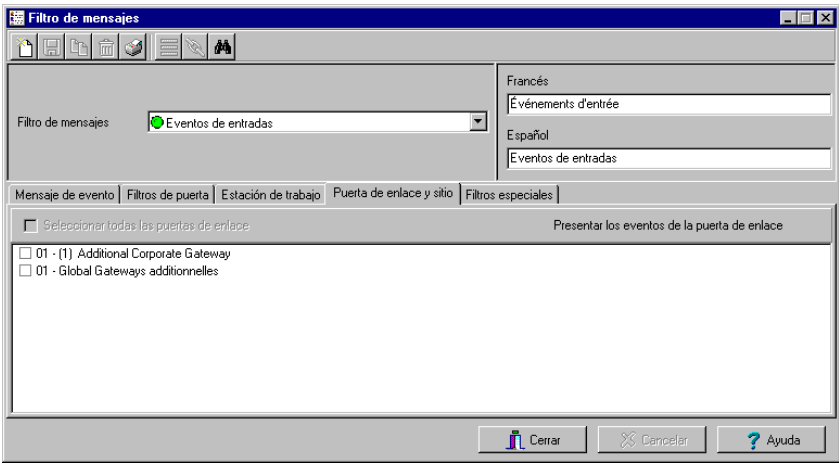 Filtro de mensajes
Francés
Événements d'entrée
Filtro de mensajes
Eventos de entradas
Español
Eventos de entradas
Mensaje de evento
Filtros de puerta
Estación de trabajo
Puerta de enlace y sitio
Filtros especiales
Seleccionar todas las puertas de enlace
Presentar los eventos de la puerta de enlace
01 - (1) Additional Corporate Gateway
01 - Global Gateways additionnelles
Cerrar
Cancelar
? Ayuda